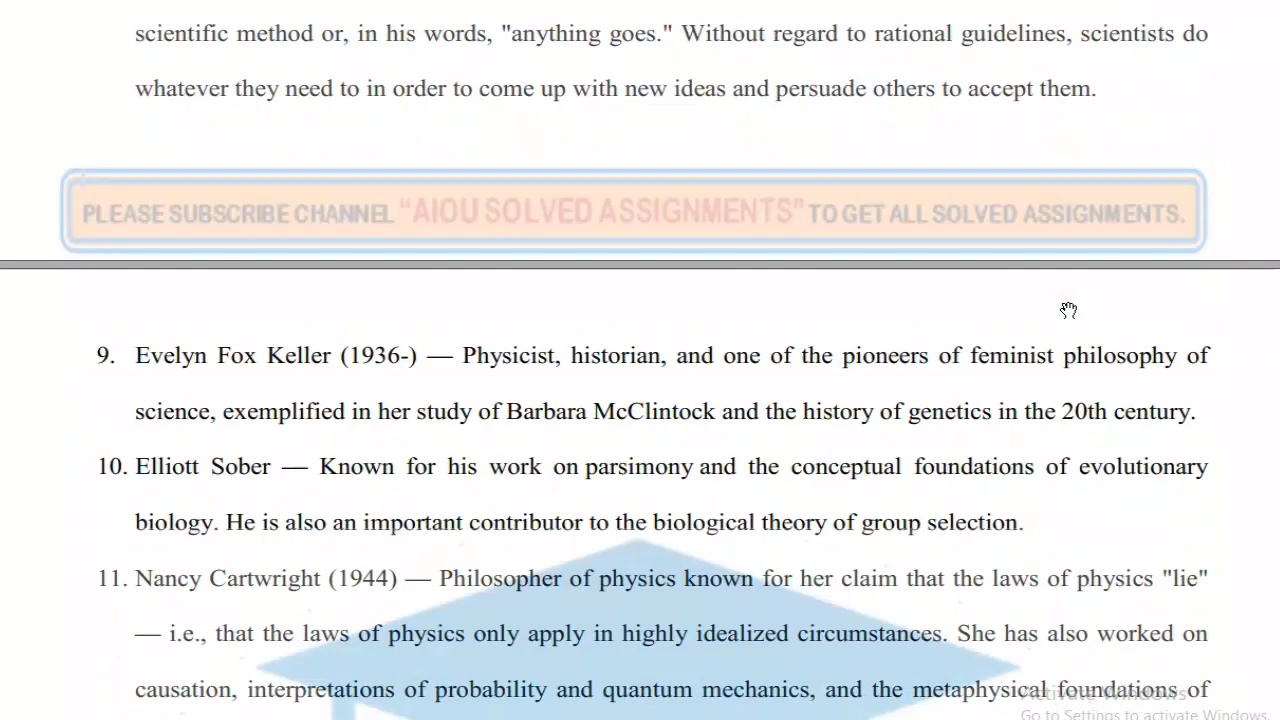 scientific method or, in his words, "anything goes." Without regard to rational guidelines, scientists do
whatever they need to in order to come up with new ideas and persuade others to accept them.
PLEASE SUBSCRIBE CHANNEL "AIOU SOLVED ASSIGNMENTS" TO GET ALL SOLVED ASSIGNMENTS.
9. Evelyn Fox Keller (1936-) — Physicist, historian, and one of the pioneers of feminist philosophy of
science, exemplified in her study of Barbara McClintock and the history of genetics in the 20th century.
10. Elliott Sober — Known for his work on parsimony and the conceptual foundations of evolutionary
biology. He is also an important contributor to the biological theory of group selection.
11. Nancy Cartwright (1944) — Philosopher of physics known for her claim that the laws of physics "lie"
— i.e., that the laws of physics only apply in highly idealized circumstances. She has also worked on
causation, interpretations of probability and quantum mechanics, and the metaphysical foundations of
Activate Windows
Go to Settings to activate Windows.